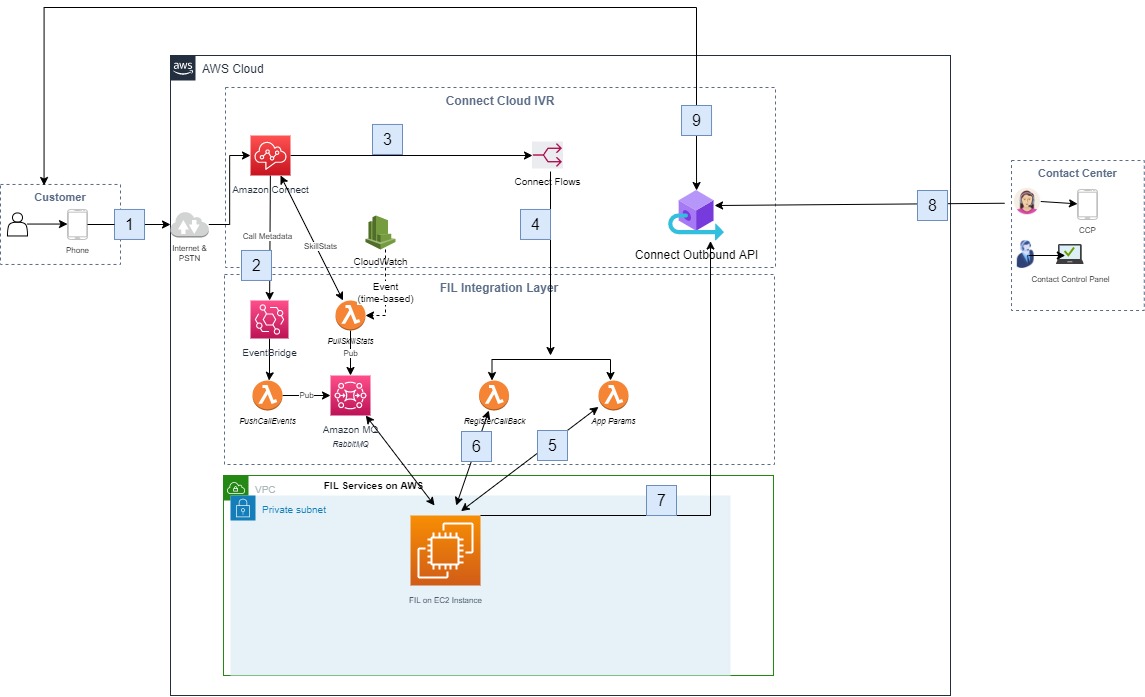 aws
AWS Cloud
Connect Cloud IVR
9
3
Amazon Connect
Connect Flows
Customer
Phone
1
Internet &
PSTN
Call Metadata
SkillStats
CloudWatch
4
Connect Outbound API
8
Contact Center
CCP
Contact Control Panel
2
Event
(time-based)
FIL Integration Layer
EventBridge
PullSkillStats
Pub
PushCallEvents
Pub
Amazon MQ
RabbitMQ
RegisterCallBack
App Params
6
5
VPC
FIL Services on AWS
Private subnet
7
FIL on EC2 Instance